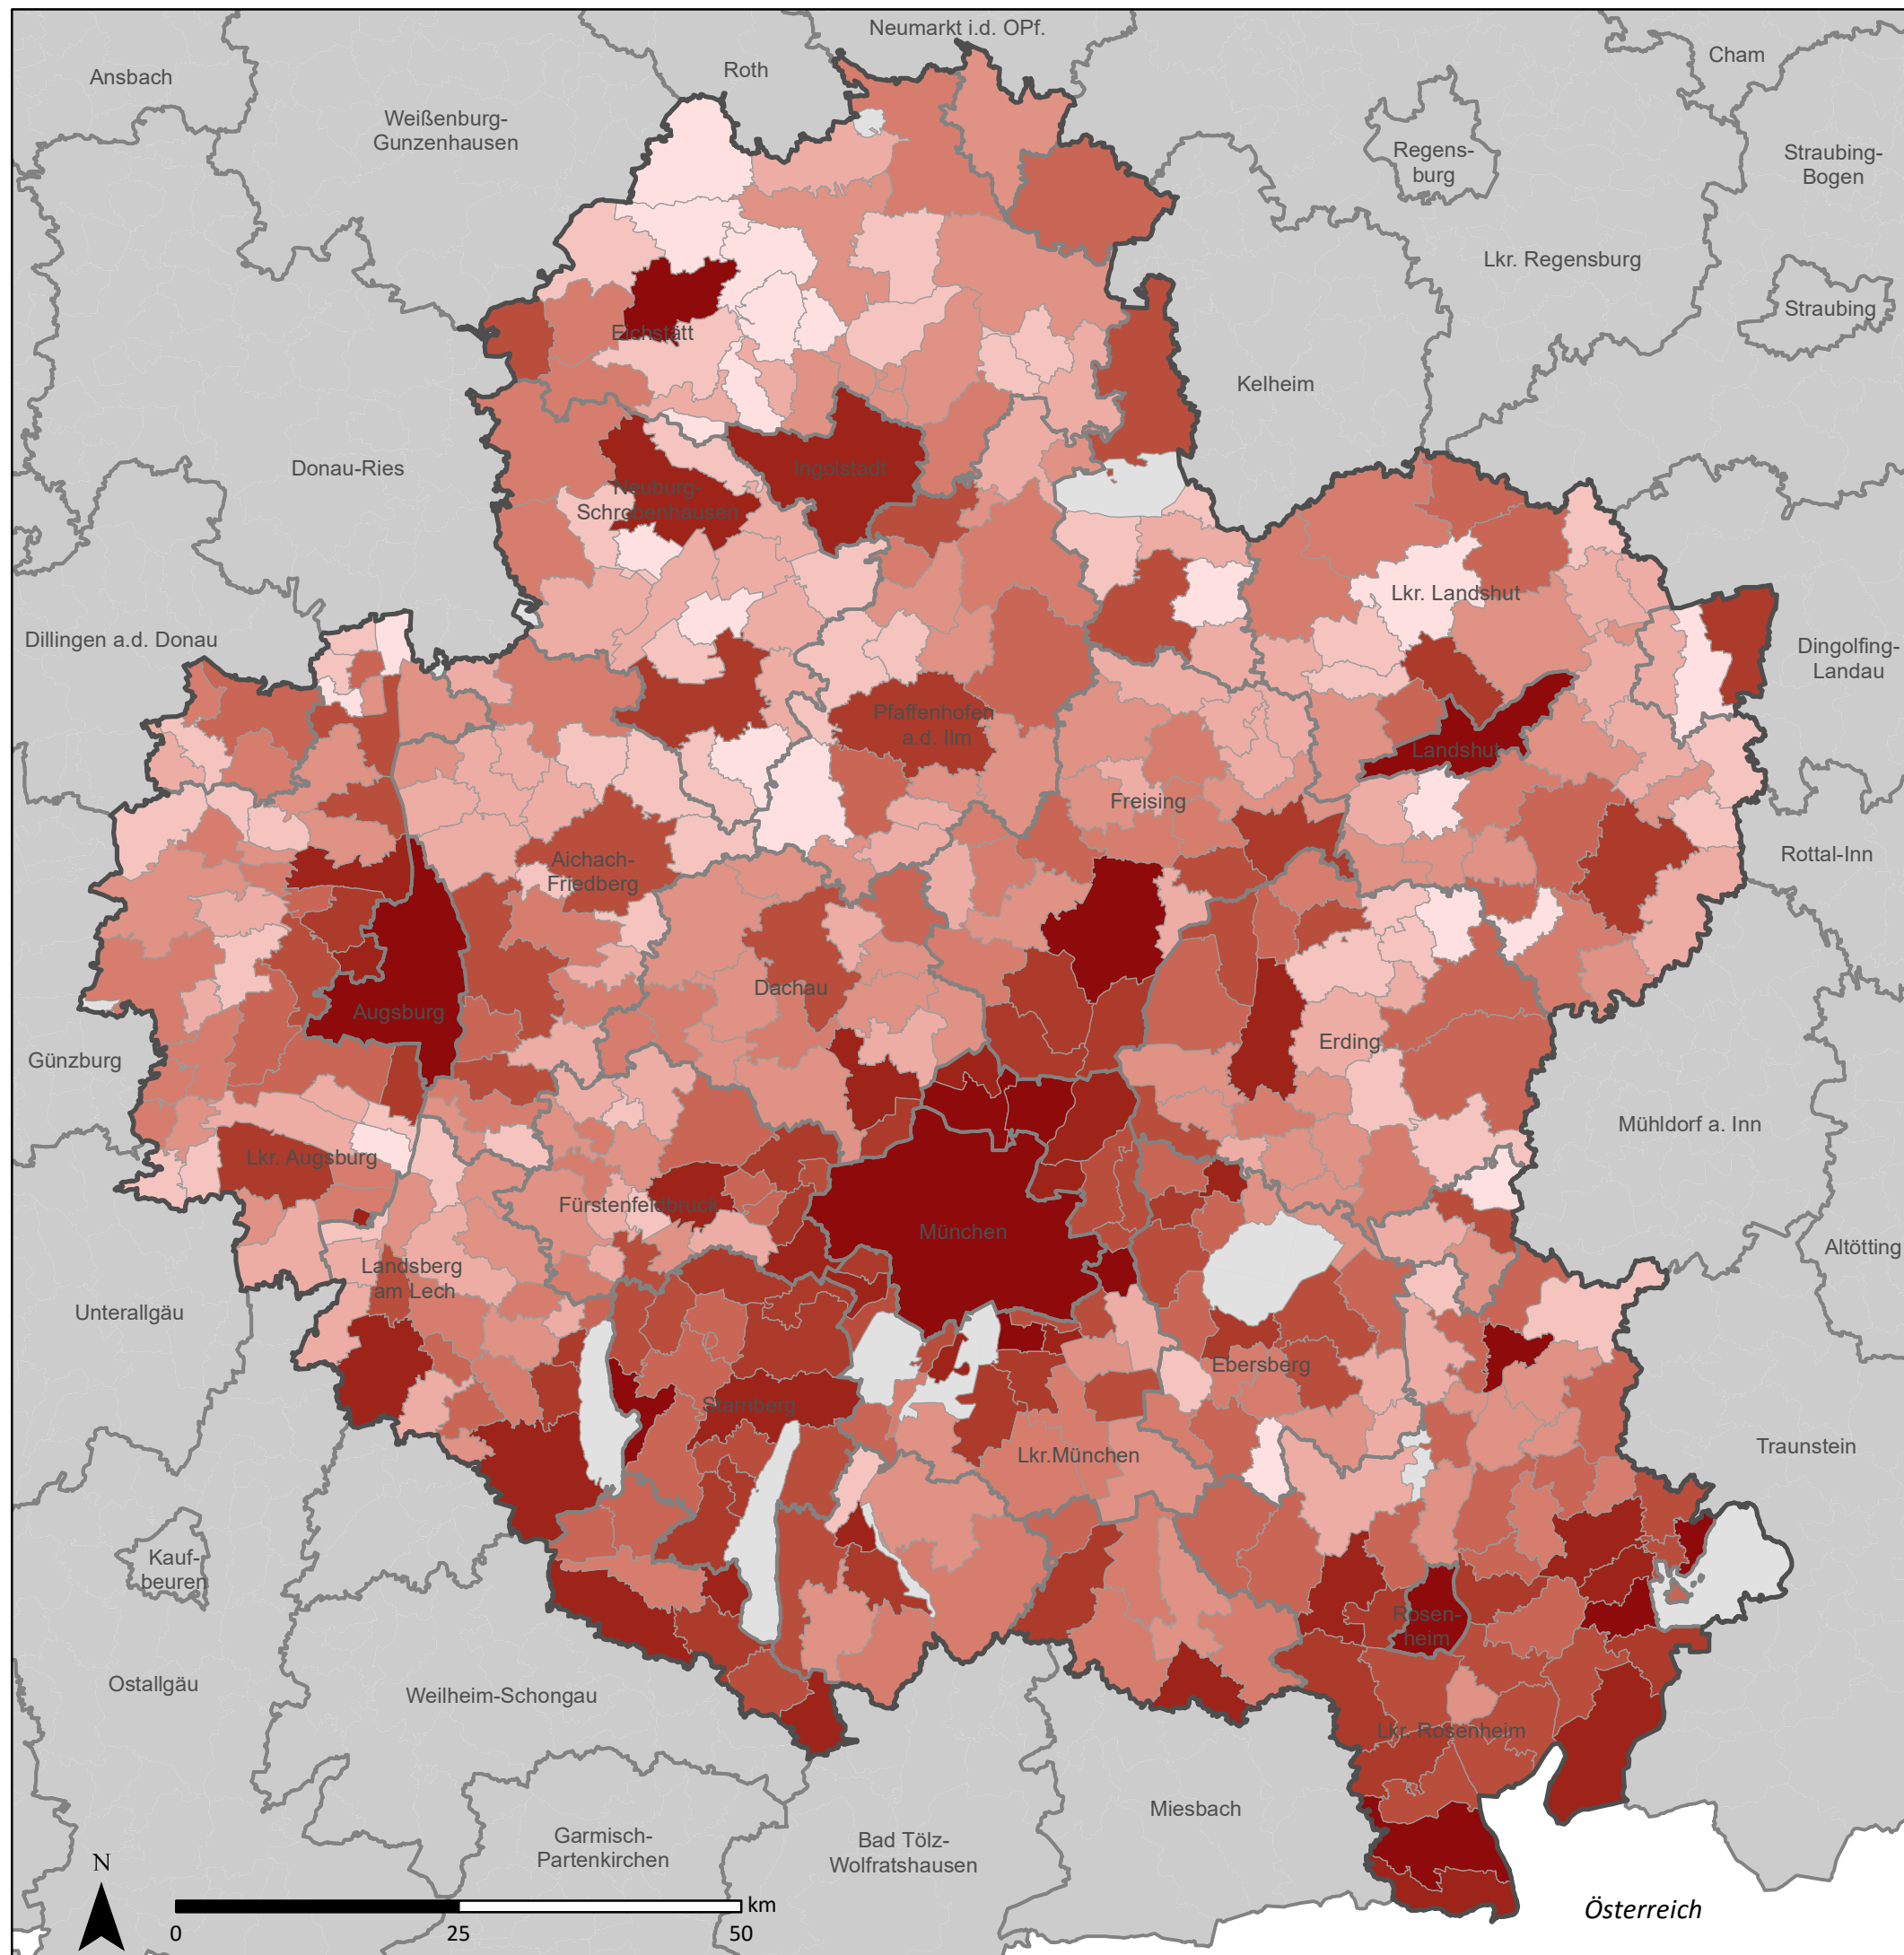 Neumarkt i.d. OPf.
Cham
Roth
Ansbach
Weißenburg-
Gunzenhausen
Regens-
burg
Straubing-
Bogen
Lkr. Regensburg
Straubing
Eichstätt
Kelheim
Donau-Ries
Ingolstadt
Neuburg-
Schrobenhausen
Lkr. Landshut
Dillingen a.d. Donau
Dingolfing-
Landau
Pfaffenhofen
a.d. Ilm
Landshut
Freising
Aichach-
Friedberg
Rottal-Inn
Dachau
Augsburg
Erding
Günzburg
Mühldorf a. Inn
Lkr. Augsburg
Fürstenfeldbruck
München
Altötting
Landsberg
am Lech
Unterallgäu
Ebersberg
Starnberg
Lkr.München
Traunstein
Kauf-
beuren
Rosen-
heim
Ostallgäu
Weilheim-Schongau
Lkr. Rosenheim
Miesbach
Garmisch-
Partenkirchen
Bad Tölz-
Wolfratshausen
N
km
0
25
50
Österreich